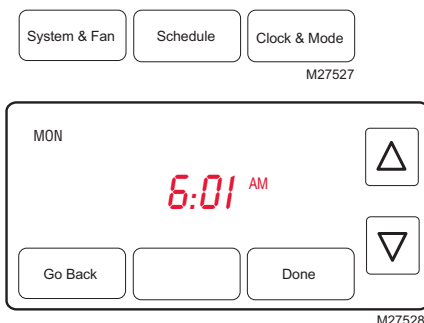 System & Fan Schedule Clock & Mode
M27527
MON
6:01 AM
Go Back Done
M27528